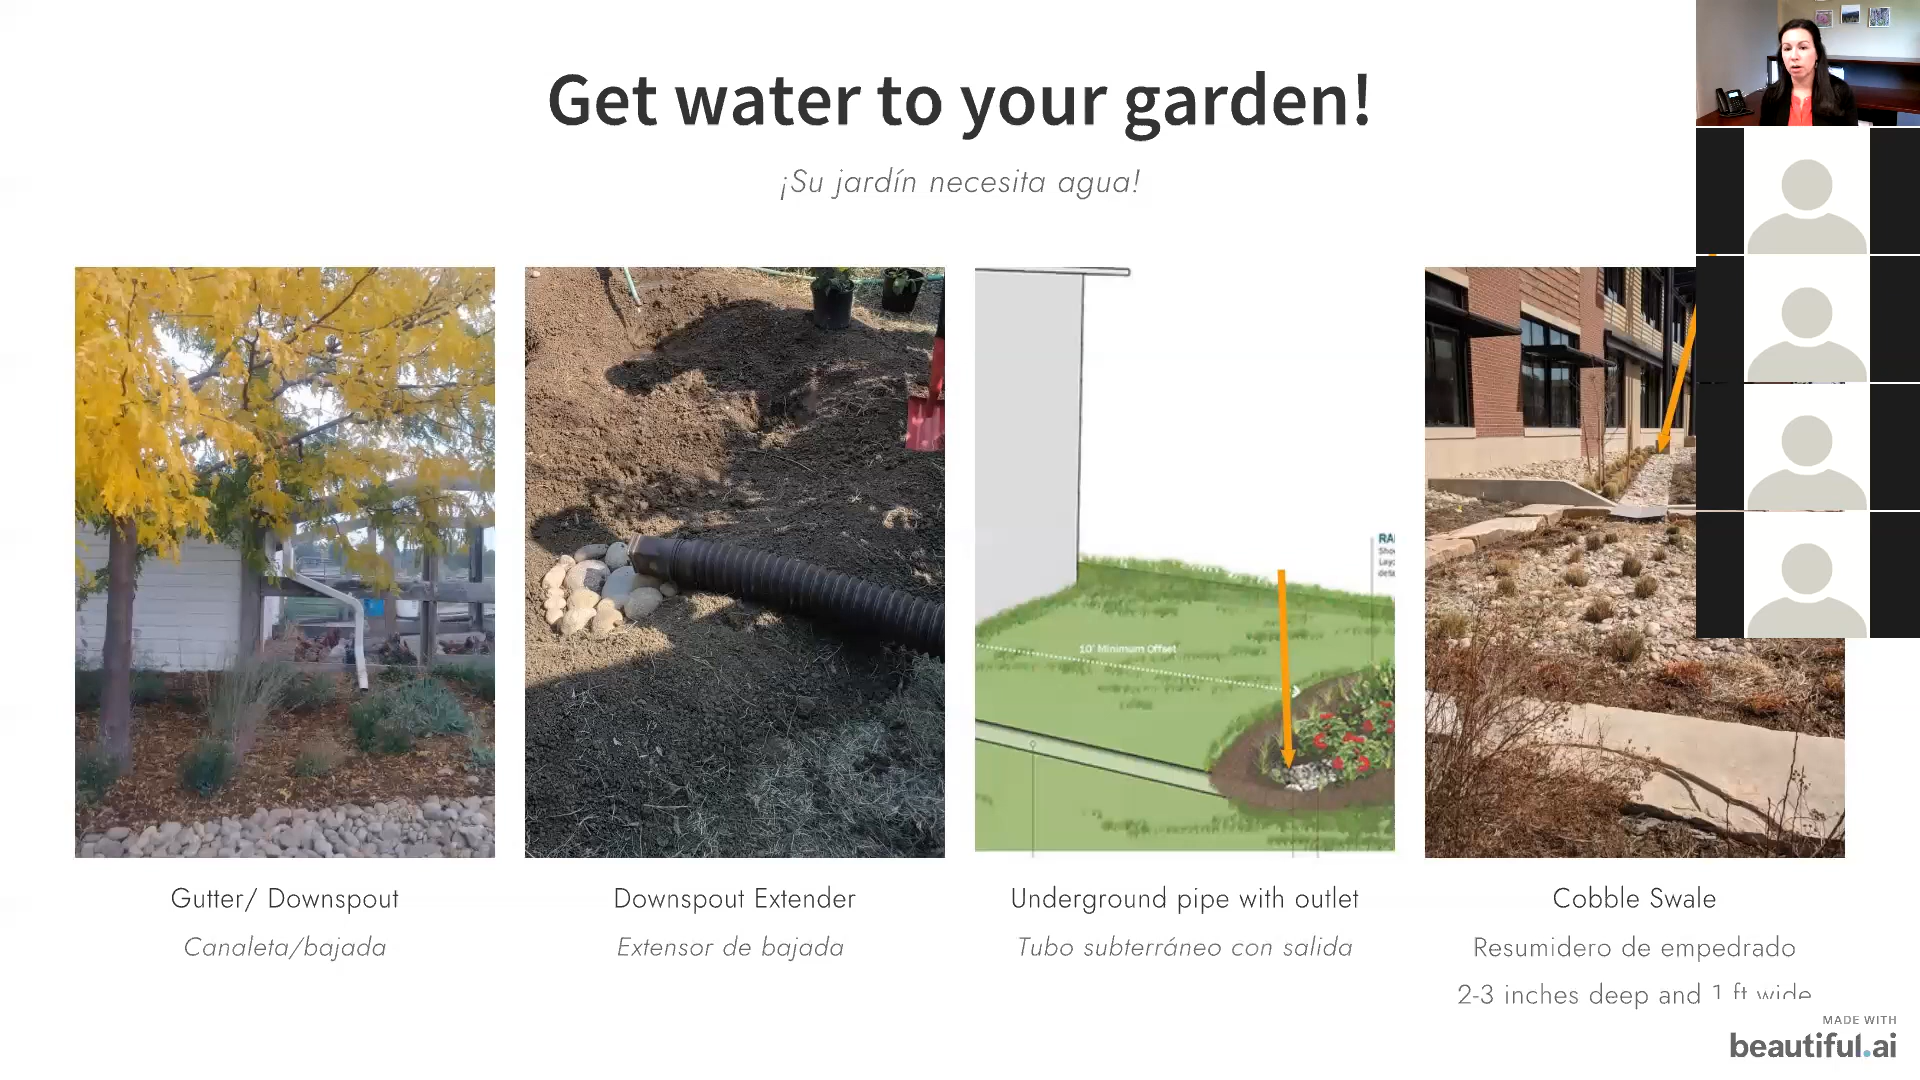 Get water to your garden!
¡Su jardín necesita agua!
RA
10' Minimum Offset
Gutter/ Downspout
Canaleta/bajada
Downspout Extender
Extensor de bajada
Underground pipe with outlet
Tubo subterráneo con salida
Cobble Swale
Resumidero de empedrado
2-3 inches deep and 1 ft wide
MADE WITH
beautiful.ai